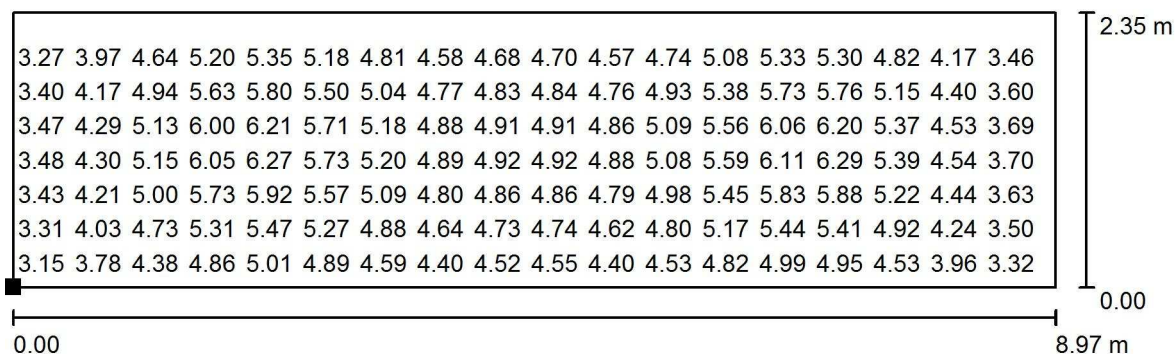 2.35 m
3.27 3.97 4.64 5.20 5.35 5.18 4.81 4.58 4.68 4.70 4.57 4.74 5.08 5.33 5.30 4.82 4.17 3.46
3.40 4.17 4.94 5.63 5.80 5.50 5.04 4.77 4.83 4.84 4.76 4.93 5.38 5.73 5.76 5.15 4.40 3.60
3.47 4.29 5.13 6.00 6.21 5.71 5.18 4.88 4.91 4.91 4.86 5.09 5.56 6.06 6.20 5.37 4.53 3.69
3.48 4.30 5.15 6.05 6.27 5.73 5.20 4.89 4.92 4.92 4.88 5.08 5.59 6.11 6.29 5.39 4.54 3.70
3.43 4.21 5.00 5.73 5.92 5.57 5.09 4.80 4.86 4.86 4.79 4.98 5.45 5.83 5.88 5.22 4.44 3.63
3.31 4.03 4.73 5.31 5.47 5.27 4.88 4.64 4.73 4.74 4.62 4.80 5.17 5.44 5.41 4.92 4.24 3.50
3.15 3.78 4.38 4.86 5.01 4.89 4.59 4.40 4.52 4.55 4.40 4.53 4.82 4.99 4.95 4.53 3.96 3.32
0.00
0.00 8.97 m